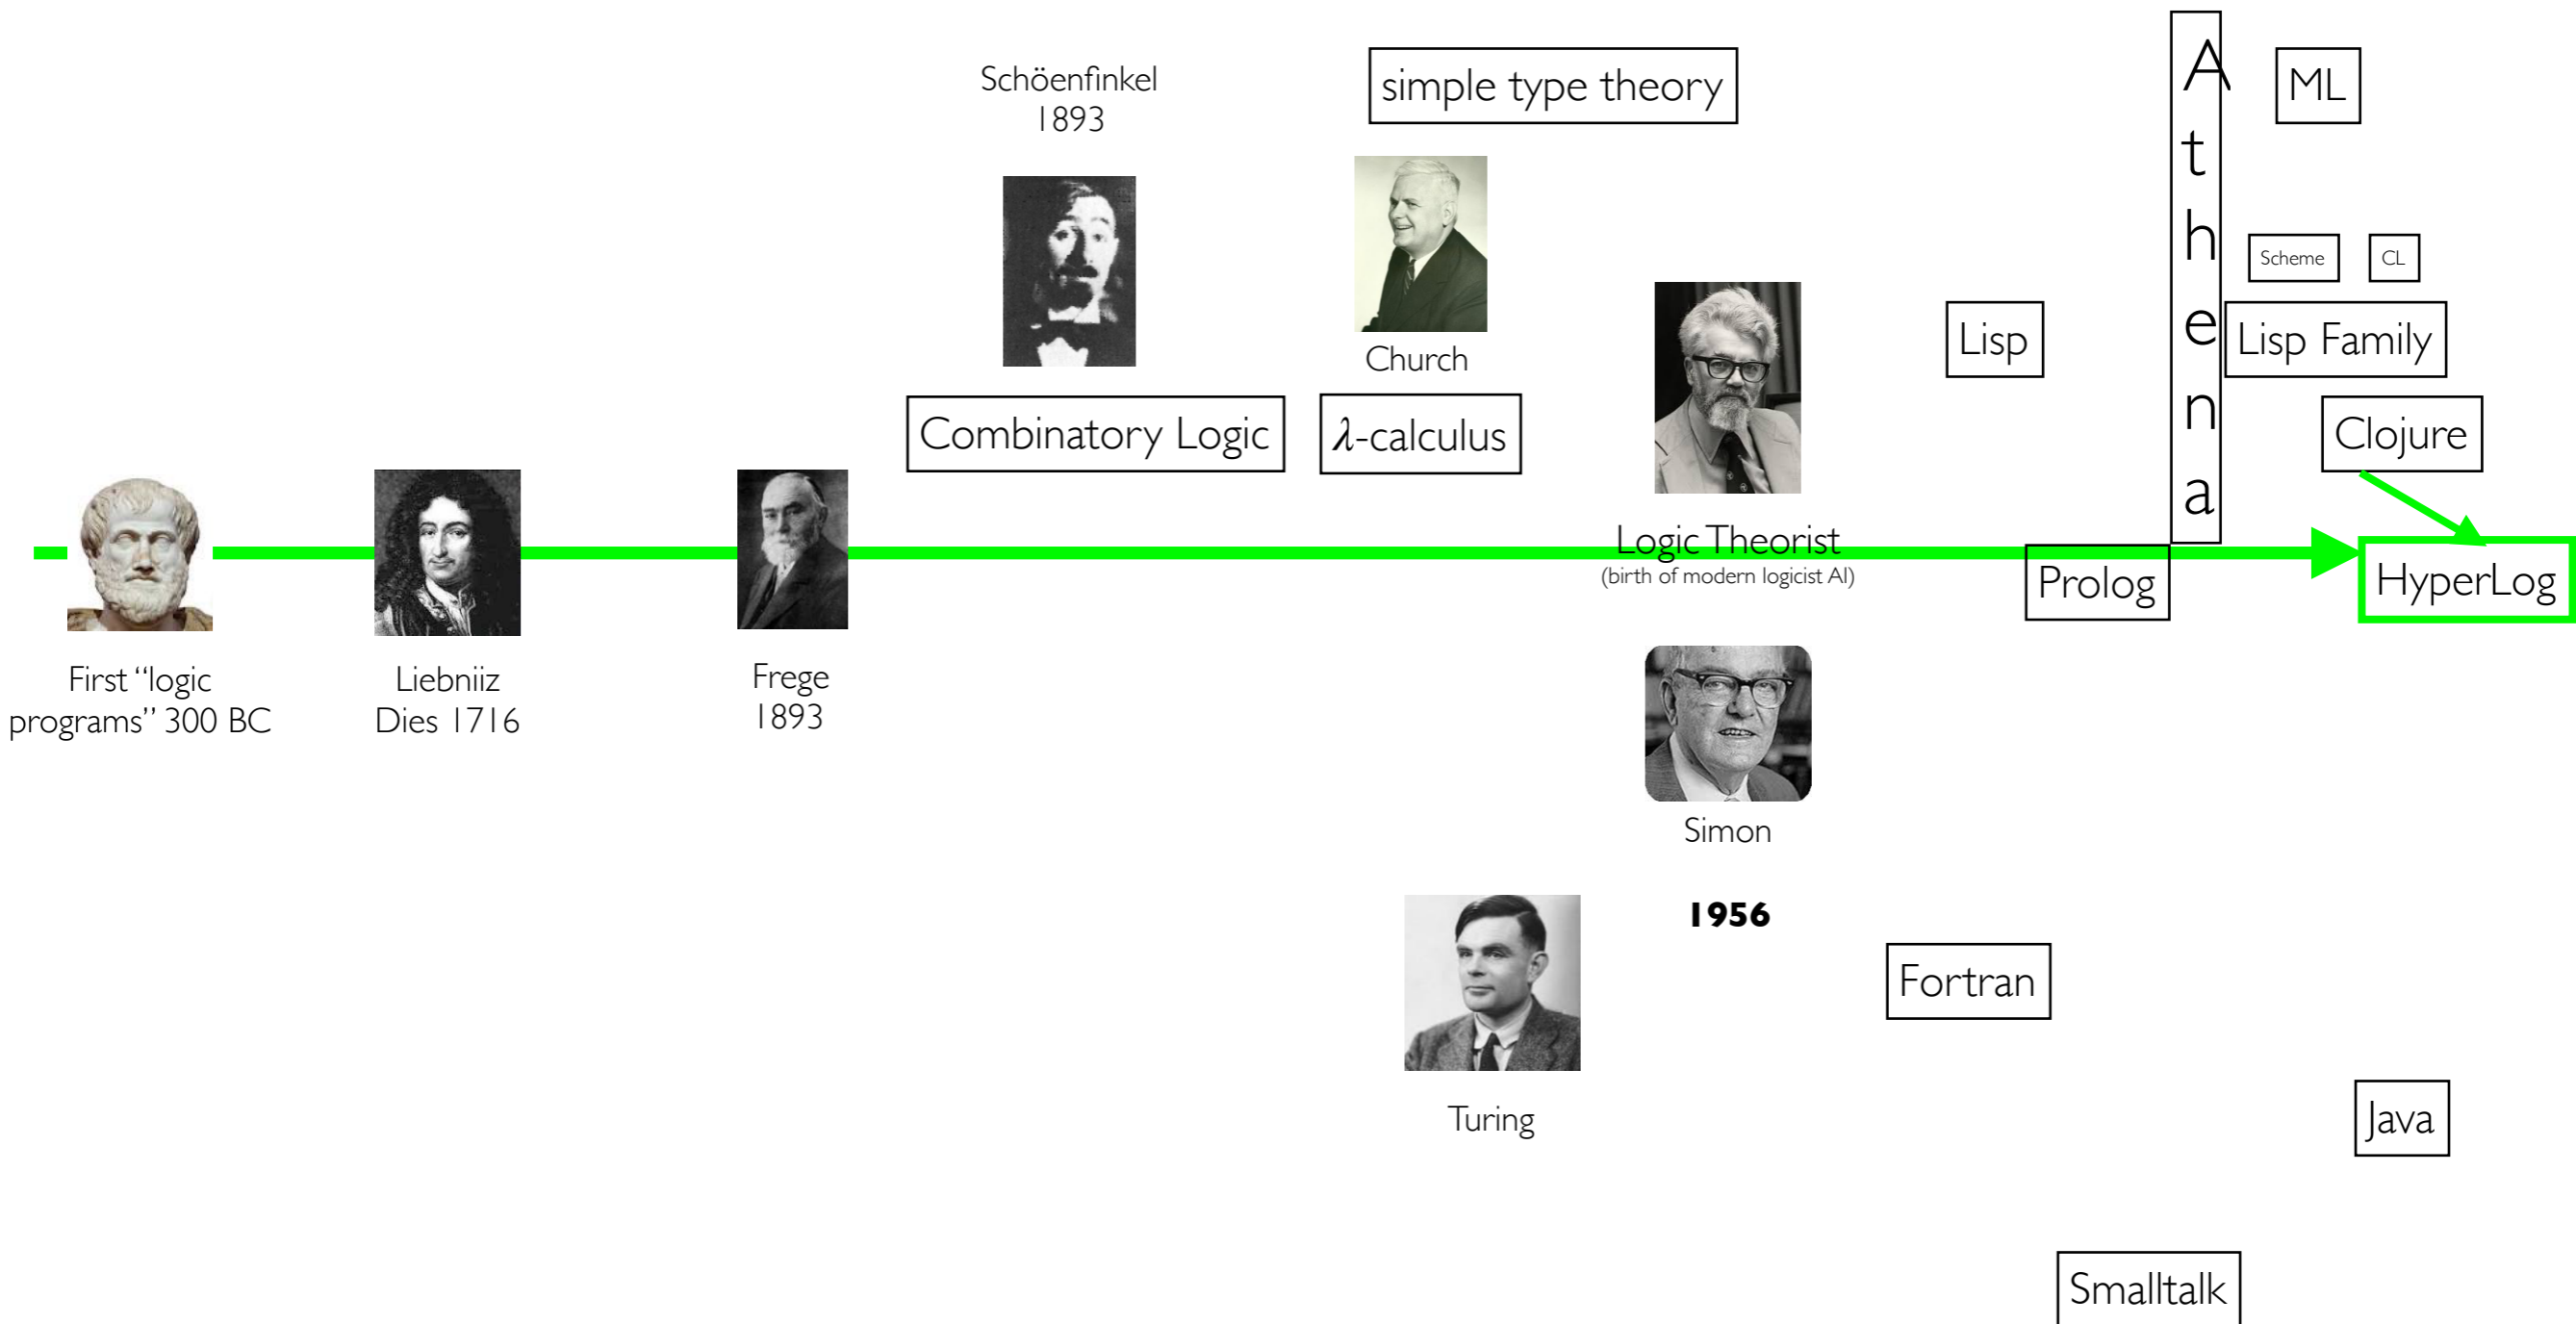 Schöenfinkel
1893
simple type theory
Athena
ML
Scheme
CL
Church
Lisp
Lisp Family
Combinatory Logic
λ-calculus
Clojure
Logic Theorist
(birth of modern logicist AI)
Prolog
HyperLog
First “logic
programs” 300 BC
Liebniiz
Dies 1716
Frege
1893
Simon
1956
Fortran
Turing
Java
Smalltalk